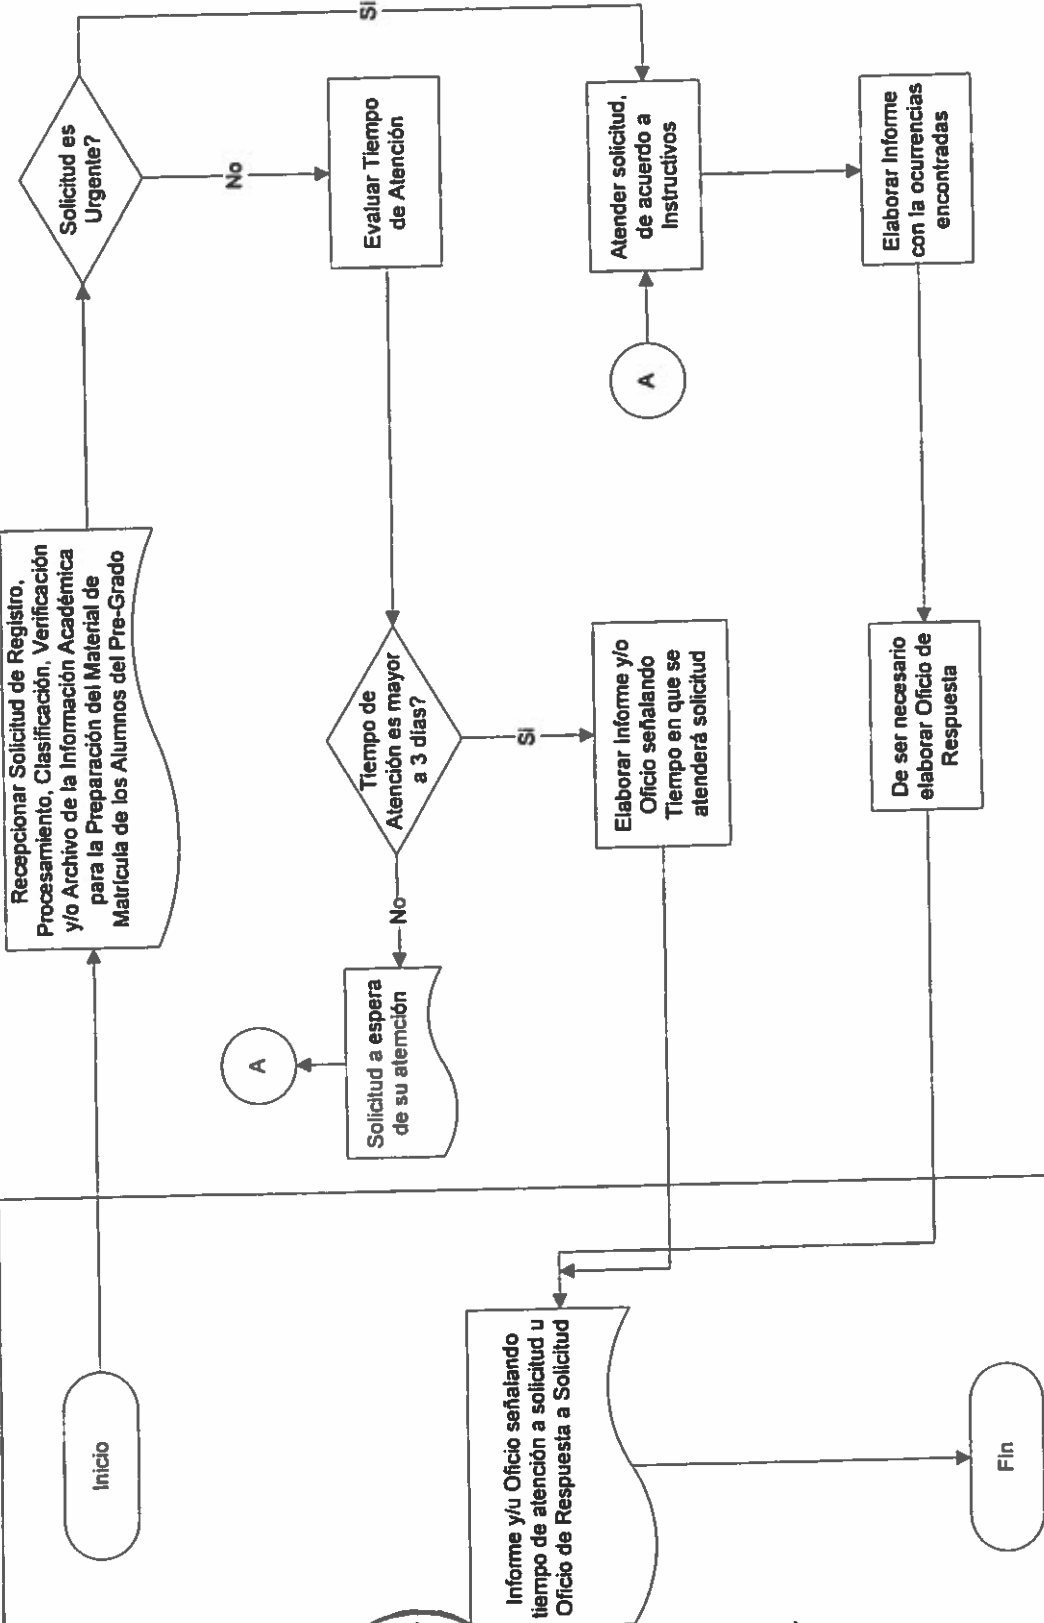 Inicio
Recepcionar Solicitud de Registro,
Procesamiento, Clasificación, Verificación
y/o Archivo de la Información Académica
para la Preparación del Material de
Matrícula de los Alumnos del Pre-Grado
Solicitud es
Urgente?
Si
No
Evaluar Tiempo
de Atención
Tiempo de
Atención es mayor
a 3 días?
No
Solicitud a espera
de su atención
A
Si
Elaborar Informe y/o
Oficio señalando
Tiempo en que se
atenderá solicitud
A
Atender solicitud,
de acuerdo a
Instructivos
Elaborar Informe
con la ocurrencias
encontradas
De ser necesario
elaborar Oficio de
Respuesta
Informe y/u Oficio señalando
tiempo de atención a solicitud u
Oficio de Respuesta a Solicitud
Fin